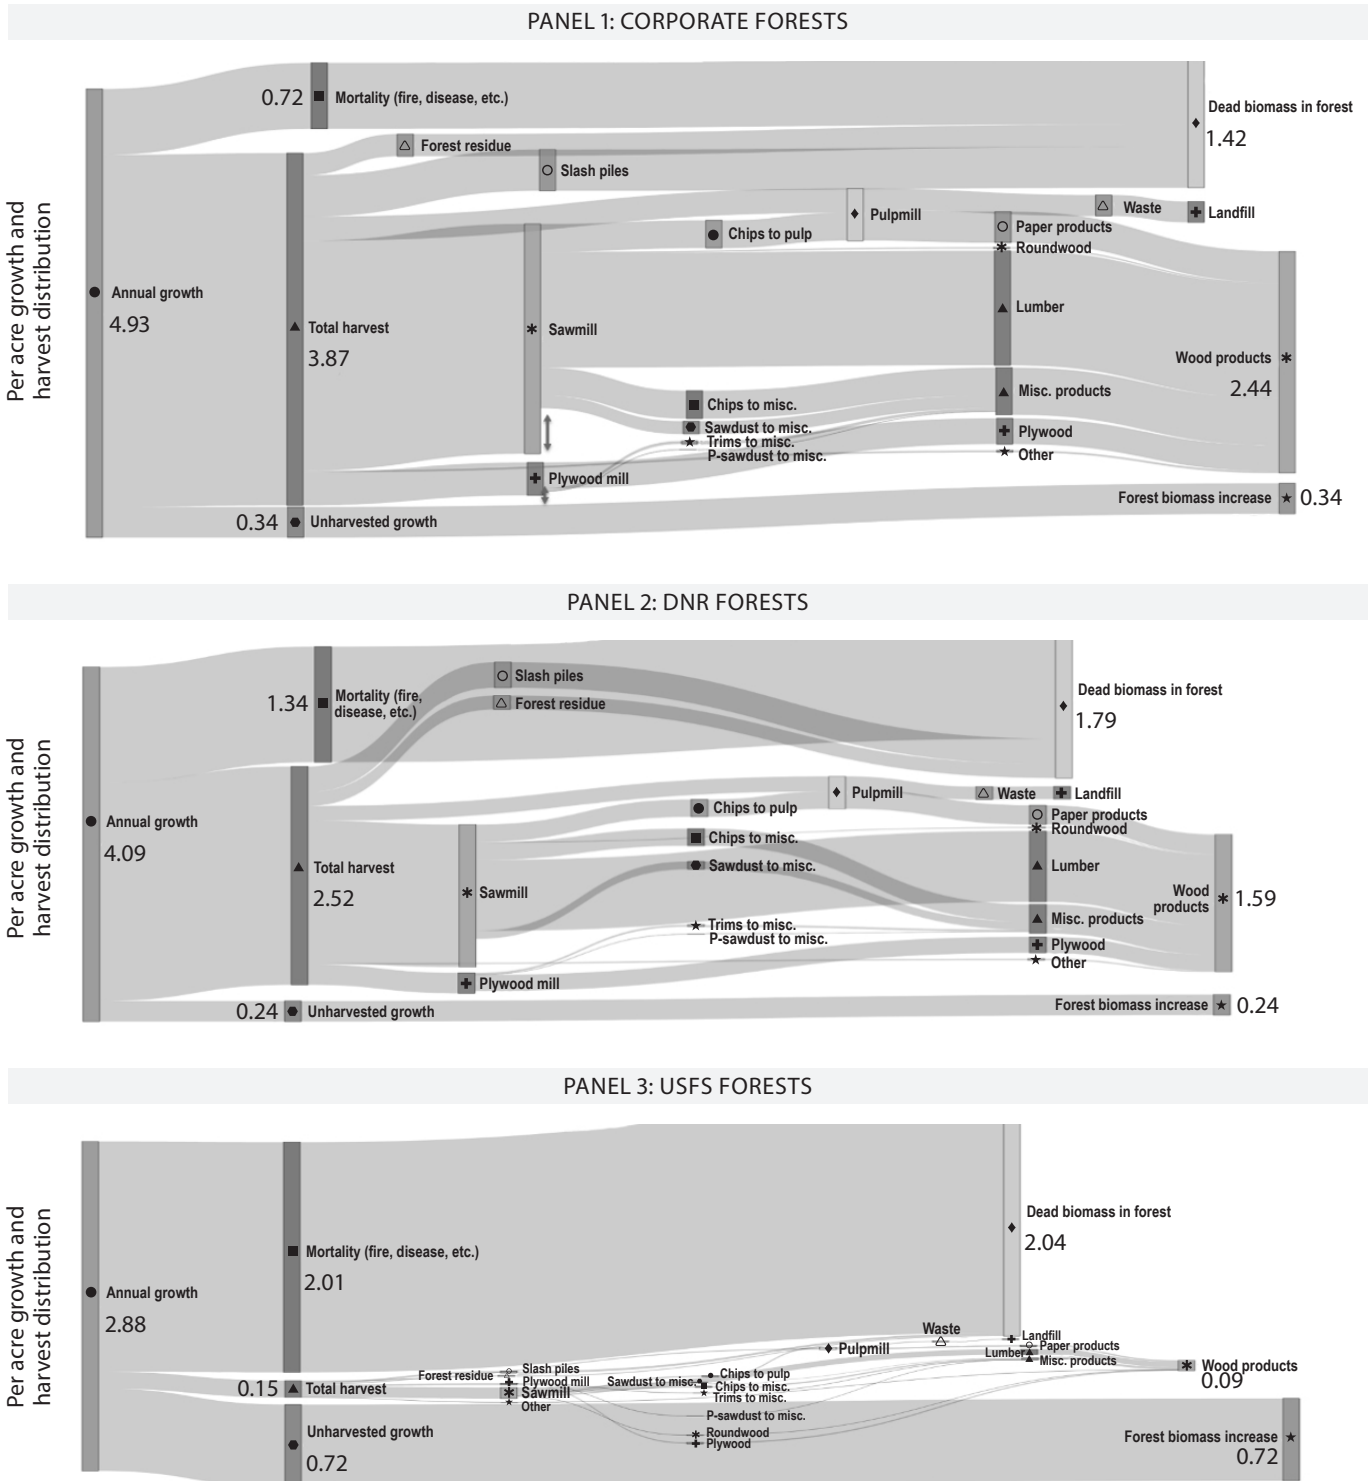 PANEL 1: CORPORATE FORESTS
Per acre growth and
harvest distribution
0.72
Mortality (fire, disease, etc.)
Dead biomass in forest
1.42
Forest residue
Slash piles
Waste
Landfill
Pulpmill
Chips to pulp
Paper products
Roundwood
Annual growth
4.93
Total harvest
3.87
Sawmill
Lumber
Wood products
2.44
Chips to misc.
Misc. products
Sawdust to misc.
Trims to misc.
P-sawdust to misc.
Plywood
Other
Plywood mill
Forest biomass increase
0.34
0.34
Unharvested growth
PANEL 2: DNR FORESTS
Per acre growth and
harvest distribution
1.34
Mortality (fire,
disease, etc.)
Slash piles
Forest residue
Dead biomass in forest
1.79
Pulpmill
Waste
Landfill
Chips to pulp
Paper products
Roundwood
Annual growth
4.09
Chips to misc.
Total harvest
2.52
Sawdust to misc.
Lumber
Sawmill
Wood
products
1.59
Trims to misc.
P-sawdust to misc.
Misc. products
Plywood
Other
Plywood mill
0.24
Unharvested growth
Forest biomass increase
0.24
PANEL 3: USFS FORESTS
Per acre growth and
harvest distribution
Dead biomass in forest
2.04
Mortality (fire, disease, etc.)
2.01
Annual growth
2.88
Waste
Landfill
Pulpmill
Paper products
Lumber
Misc. products
Slash piles
Forest residue
Plywood mill
Sawmill
Other
Chips to pulp
Sawdust to misc.
Chips to misc.
Trims to misc.
Wood products
0.09
0.15
Total harvest
P-sawdust to misc.
Roundwood
Plywood
Unharvested growth
0.72
Forest biomass increase
0.72